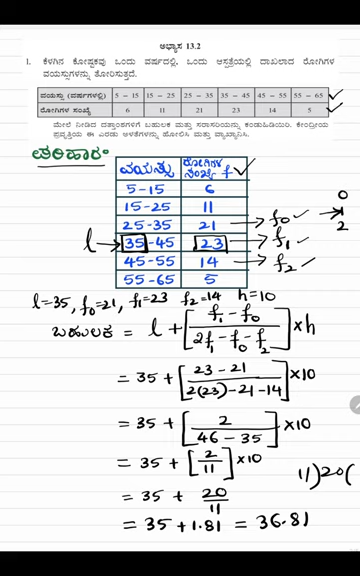 ಅಭ್ಯಾಸ 13.2
1. ಕೆಳಗಿನ ಕೋಷ್ಟಕವು ಒಂದು ವರ್ಷದಲ್ಲಿ, ಒಂದು ಆಸ್ಪತ್ರೆಯಲ್ಲಿ ದಾಖಲಾದ ರೋಗಿಗಳ
ವಯಸ್ಸುಗಳನ್ನು ತೋರಿಸುತ್ತದೆ.
ವಯಸ್ಸು (ವರ್ಷಗಳಲ್ಲಿ) 5 – 15 15 – 25 25 – 35 35 – 45 45 – 55 55 – 65
ರೋಗಿಗಳ ಸಂಖ್ಯೆ 6 11 21 23 14 5
ಮೇಲೆ ನೀಡಿದ ದತ್ತಾಂಶಗಳಿಗೆ ಬಹುಲಕ ಮತ್ತು ಸರಾಸರಿಯನ್ನು ಕಂಡುಹಿಡಿಯಿರಿ. ಕೇಂದ್ರೀಯ
ಪ್ರವೃತ್ತಿಯ ಈ ಎರಡು ಅಳತೆಗಳನ್ನು ಹೋಲಿಸಿ ಮತ್ತು ವ್ಯಾಖ್ಯಾನಿಸಿ.
ಪರಿಹಾರ
ವಯಸ್ಸು ರೋಗಿಗಳ ಸಂಖ್ಯೆ f
5-15 6
15-25 11
25-35 21 → f₀
l → 35-45 23 → f₁
45-55 14 → f₂
55-65 5
0
1
2
l=35, f₀=21, f₁=23 f₂=14 h=10
ಬಹುಲಕ = l + [(f₁ - f₀)/(2f₁ - f₀ - f₂)] × h
= 35 + [(23 - 21)/(2(23) - 21 - 14)] × 10
= 35 + [2/(46 - 35)] × 10
= 35 + [2/11] × 10
11)20(
= 35 + 20/11
= 35 + 1.81 = 36.81